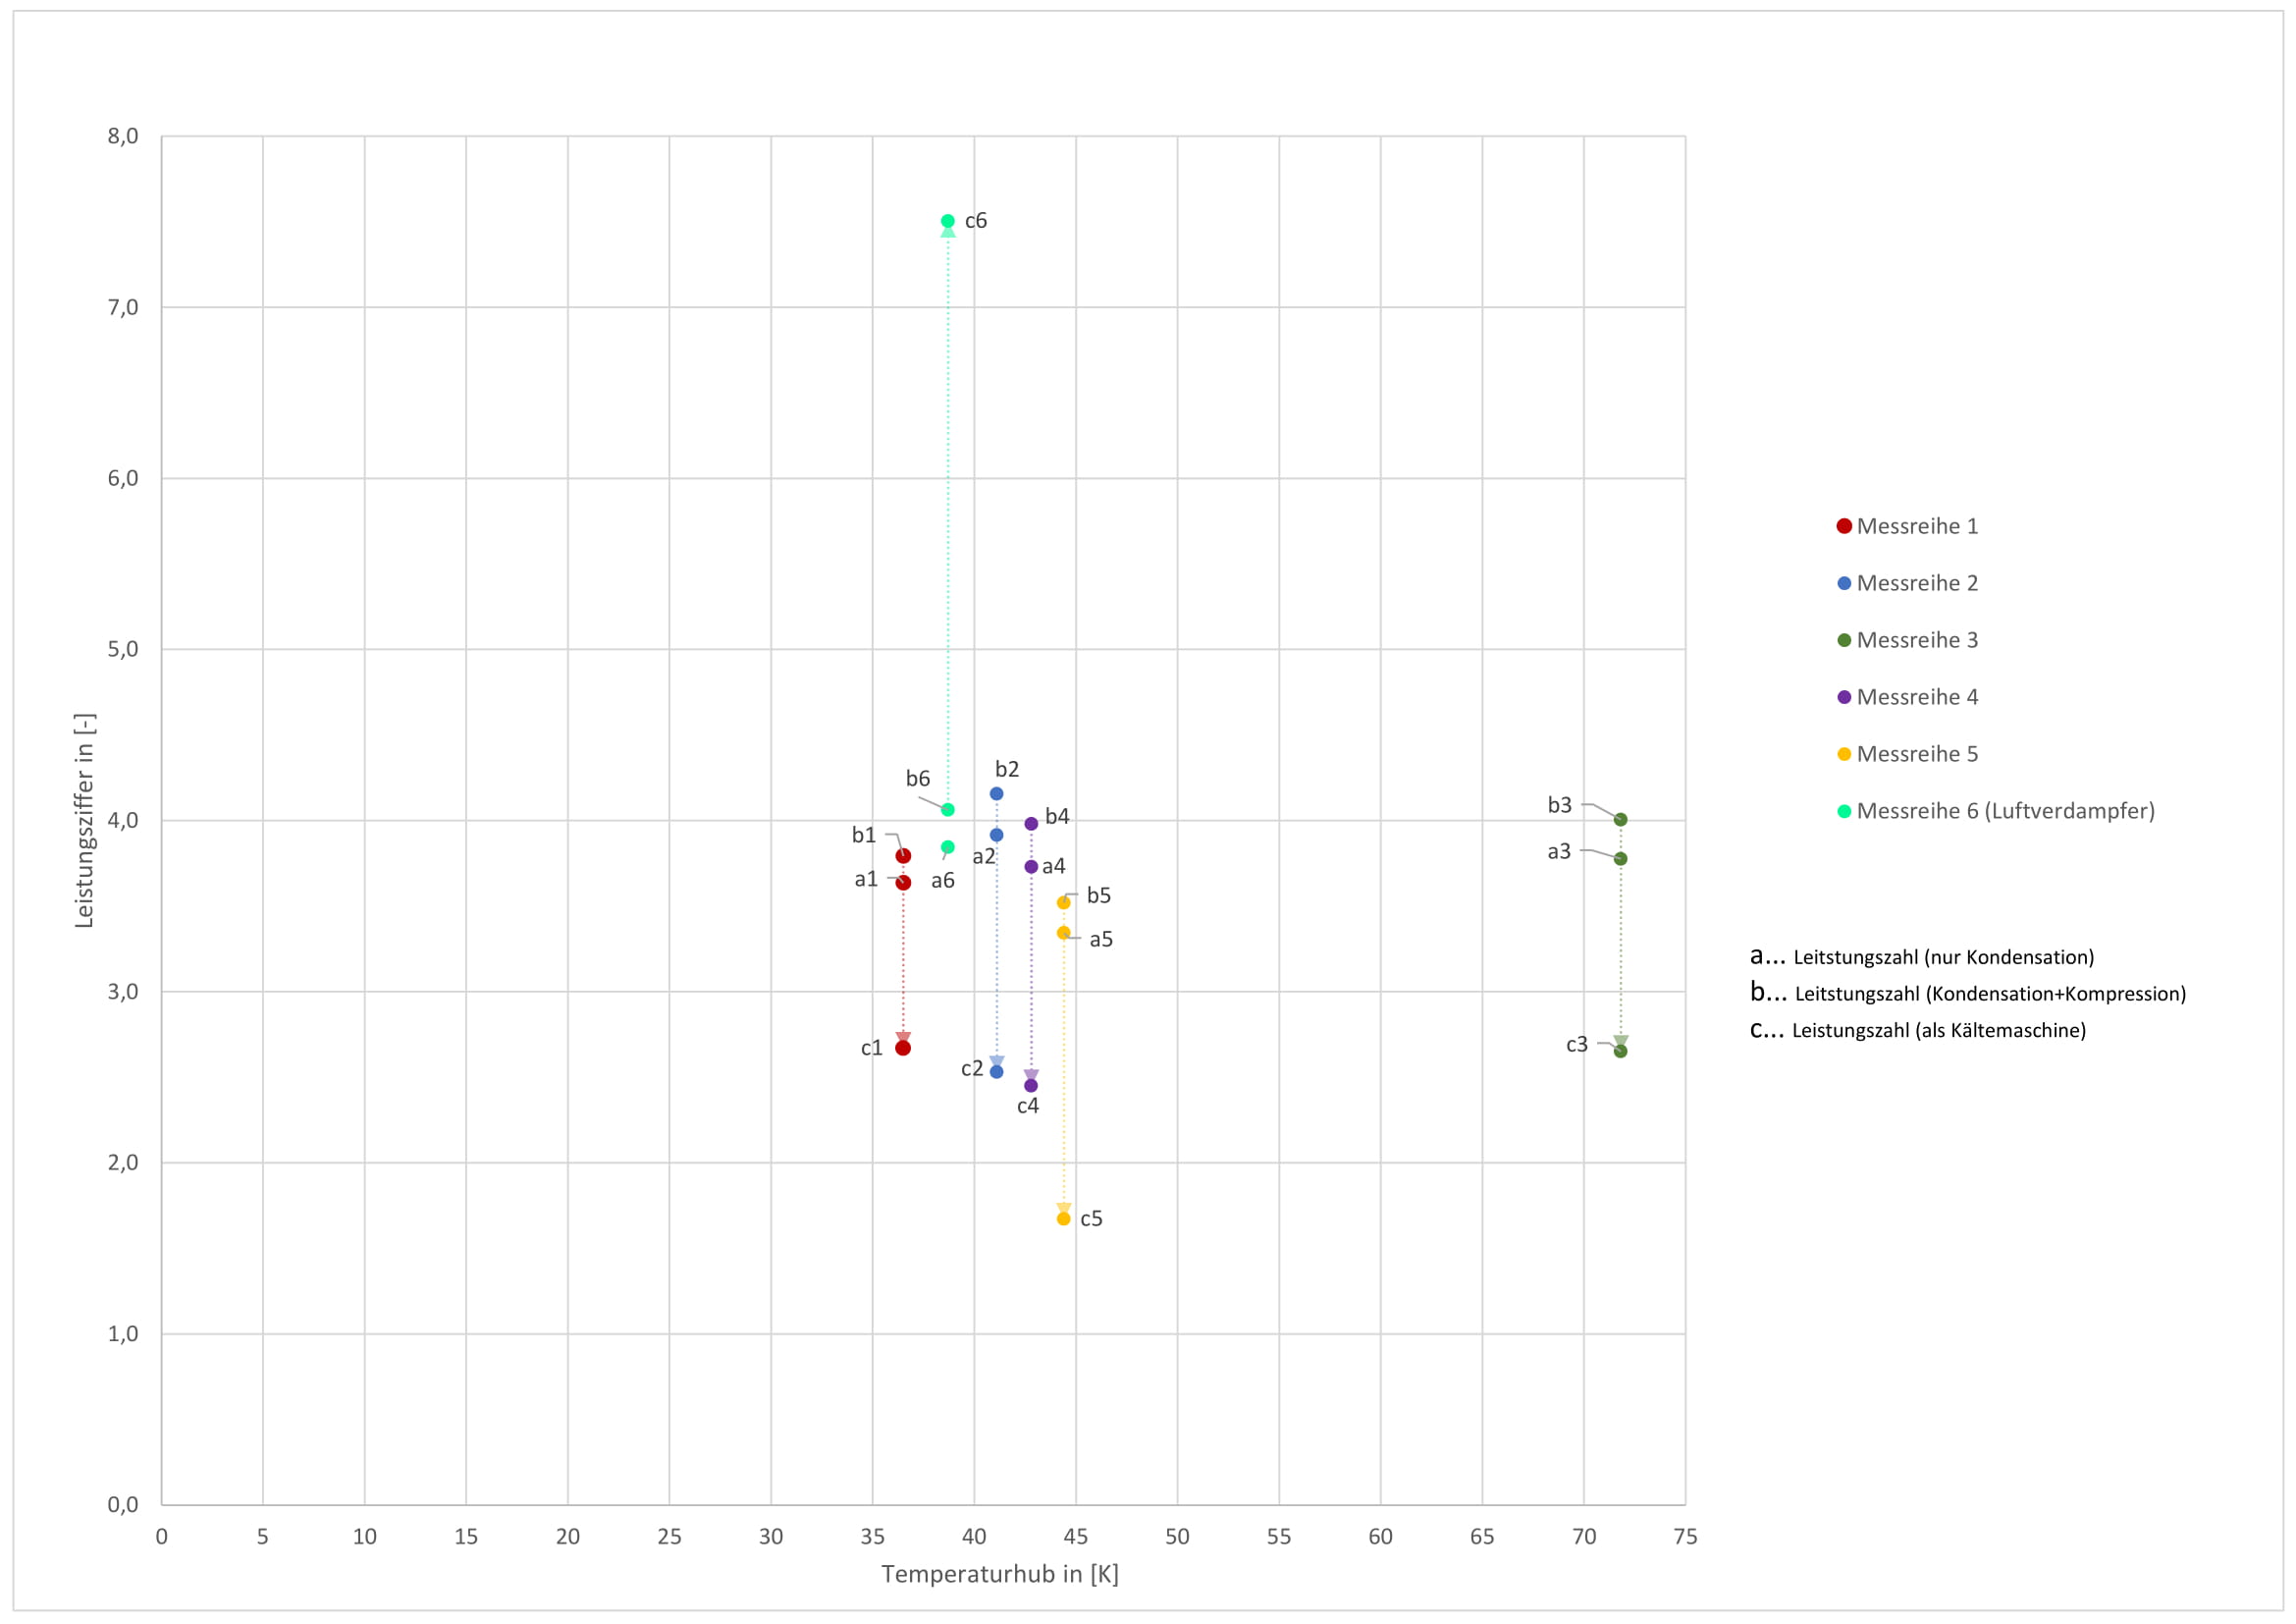 8,0
7,0
6,0
5,0
4,0
3,0
2,0
1,0
0,0
Leistungsziffer in [-]
0 5 10 15 20 25 30 35 40 45 50 55 60 65 70 75
Temperaturhub in [K]
c6
b6
b2
b4
b3
b1
a2
a4
a3
a1
a6
b5
a5
c1
c2
c4
c3
c5
Messreihe 1
Messreihe 2
Messreihe 3
Messreihe 4
Messreihe 5
Messreihe 6 (Luftverdampfer)
a... Leitstungszahl (nur Kondensation)
b... Leitstungszahl (Kondensation+Kompression)
c... Leistungszahl (als Kältemaschine)